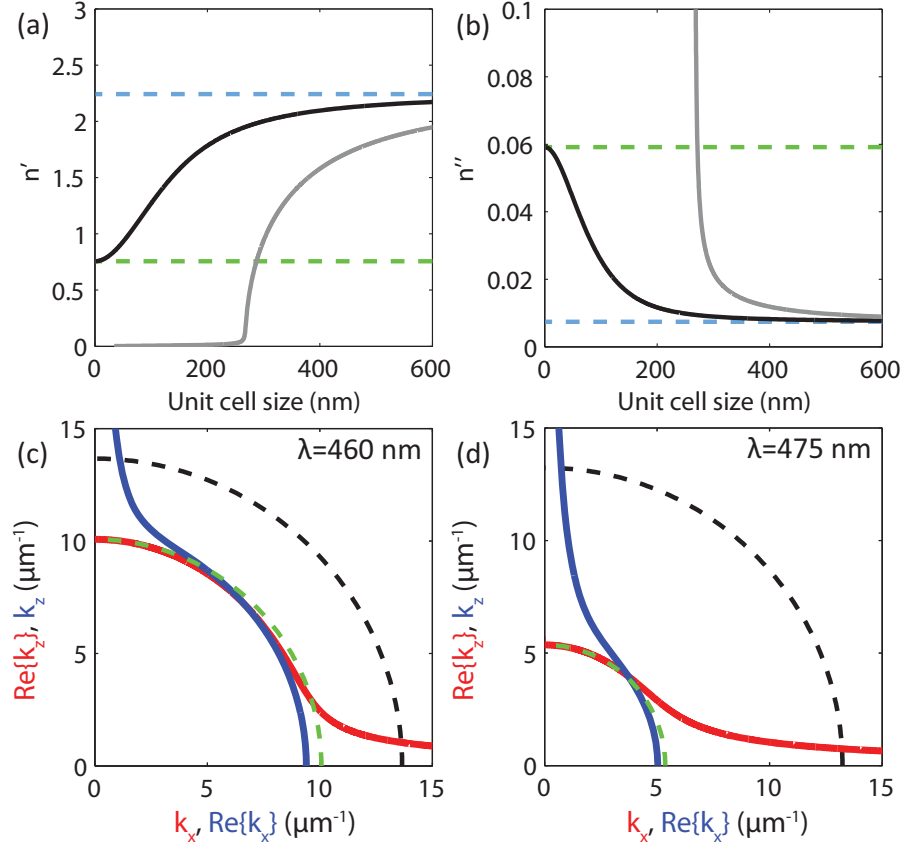 (a)
3
2.5
2
1.5
1
0.5
0
n′
0 200 400 600
Unit cell size (nm)
(b)
0.1
0.08
0.06
0.04
0.02
0
n′′
0 200 400 600
Unit cell size (nm)
(c)
λ=460 nm
15
10
5
0
Re{kz}, kz (μm-1)
0 5 10 15
kx, Re{kx} (μm-1)
(d)
λ=475 nm
15
10
5
0
Re{kz}, kz (μm-1)
0 5 10 15
kx, Re{kx} (μm-1)